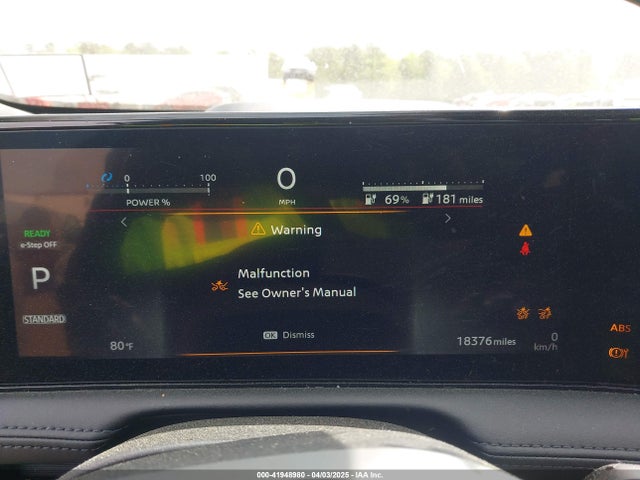 0 100 0
POWER % MPH 69 % 181 miles
Warning
READY
e-Step OFF
Malfunction
P
See Owner's Manual
STANDARD
ABS
OK Dismiss
80 °F 18376 miles 0 km/h
000-41948980 - 04/03/2025 - IAA Inc.